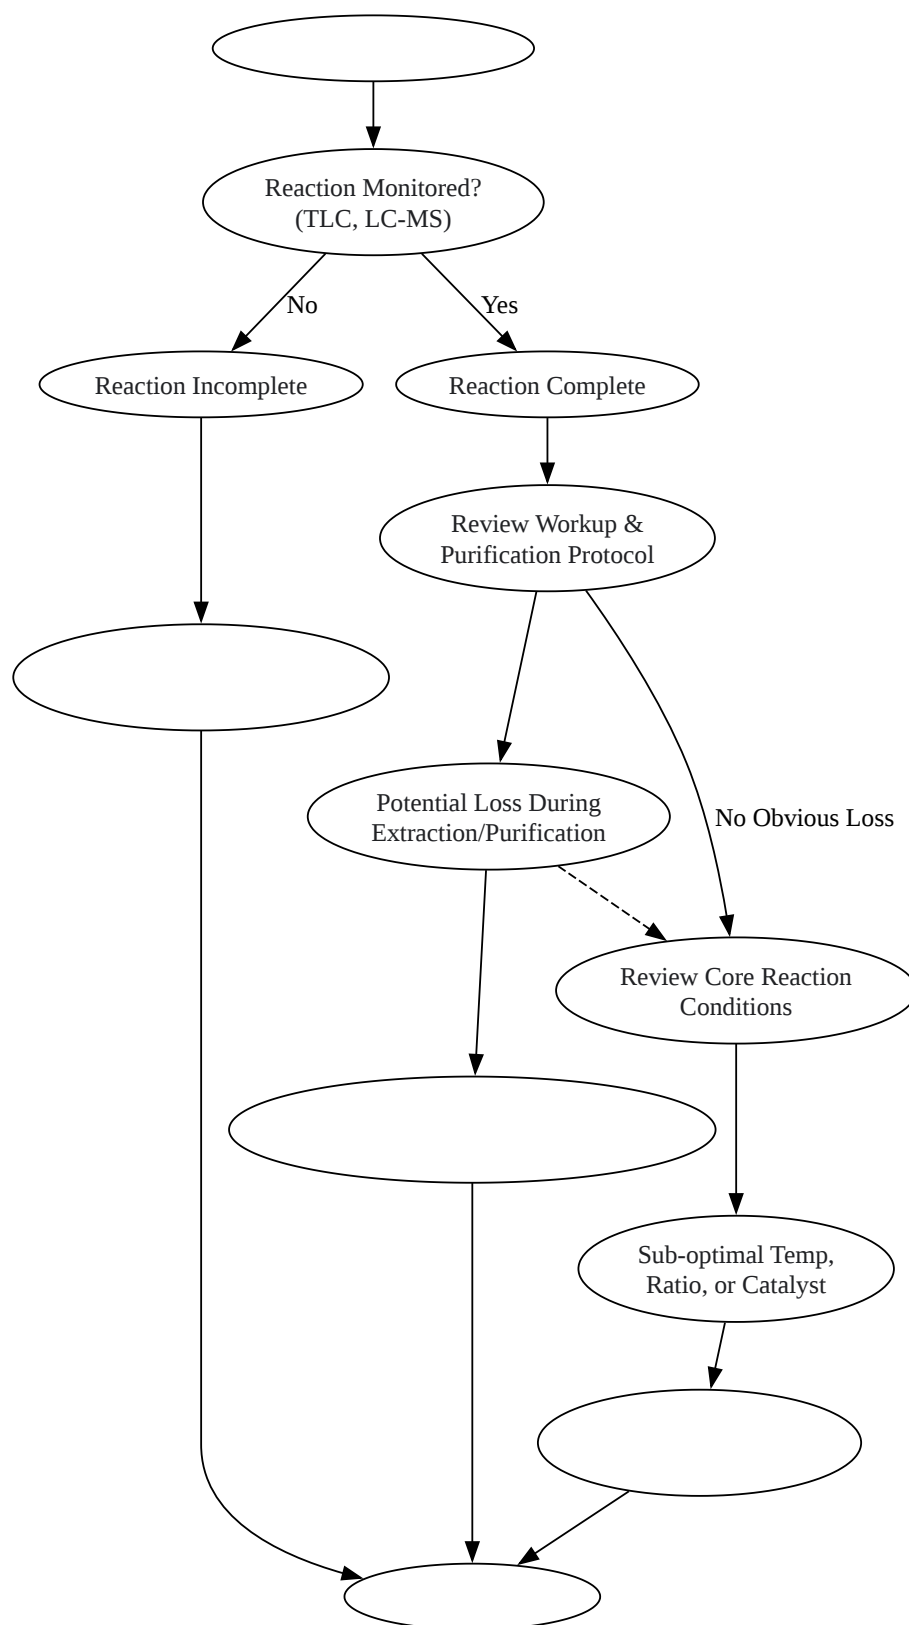 Reaction Monitored?
(TLC, LC-MS)
No
Yes
Reaction Incomplete
Reaction Complete
Review Workup &
Purification Protocol
Potential Loss During
Extraction/Purification
No Obvious Loss
Review Core Reaction
Conditions
Sub-optimal Temp,
Ratio, or Catalyst